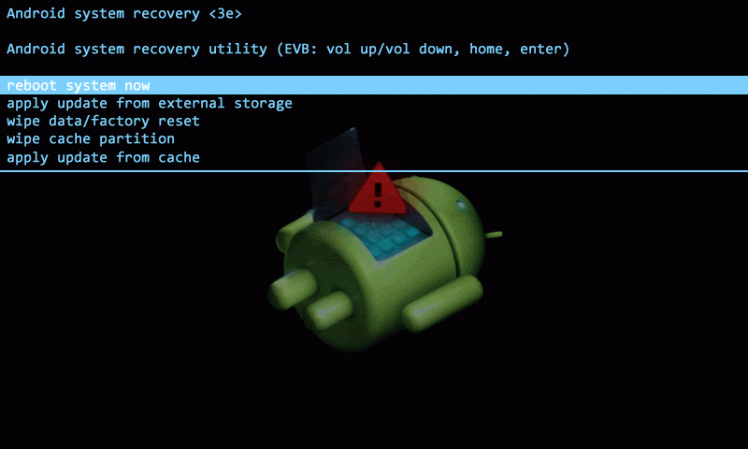 Android system recovery <3e>
Android system recovery utility (EVB: vol up/vol down, home, enter)
reboot system now
apply update from external storage
wipe data/factory reset
wipe cache partition
apply update from cache